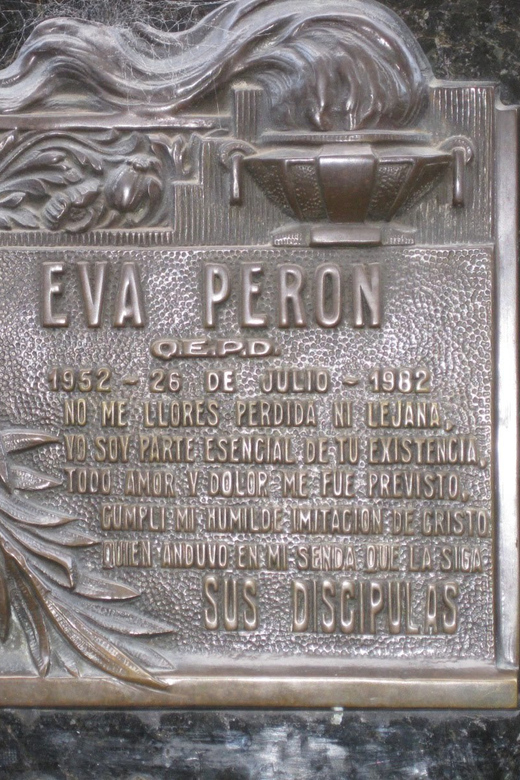 EVA PERON
Q.E.P.D.
1952 - 26 DE JULIO - 1982
NO ME LLORES PERDIDA NI LEJANA,
YO SOY PARTE ESENCIAL DE TU EXISTENCIA,
TODO AMOR Y DOLOR ME FUE PREVISTO,
CUMPLI MI HUMILDE IMITACION DE CRISTO
QUIEN ANDUVO EN MI SENDA QUE LA SIGA
SUS DISCIPULAS